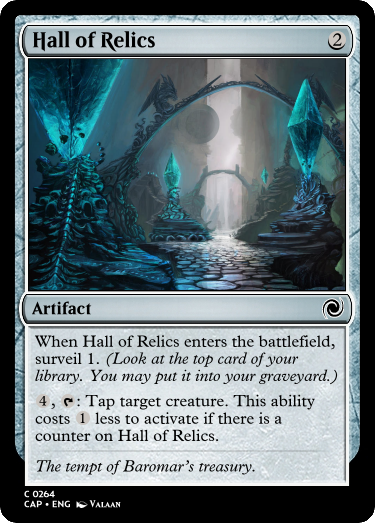 Hall of Relics 2
Artifact
When Hall of Relics enters the battlefield,
surveil 1. (Look at the top card of your
library. You may put it into your graveyard.)
4, : Tap target creature. This ability
costs 1 less to activate if there is a
counter on Hall of Relics.
The tempt of Baromar's treasury.
C 0264
CAP • ENG VALAAN